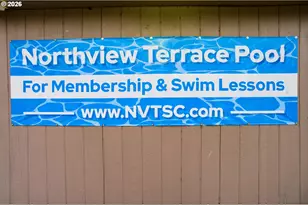 © 2026
Northview Terrace Pool
For Membership & Swim Lessons
www.NVTSC.com